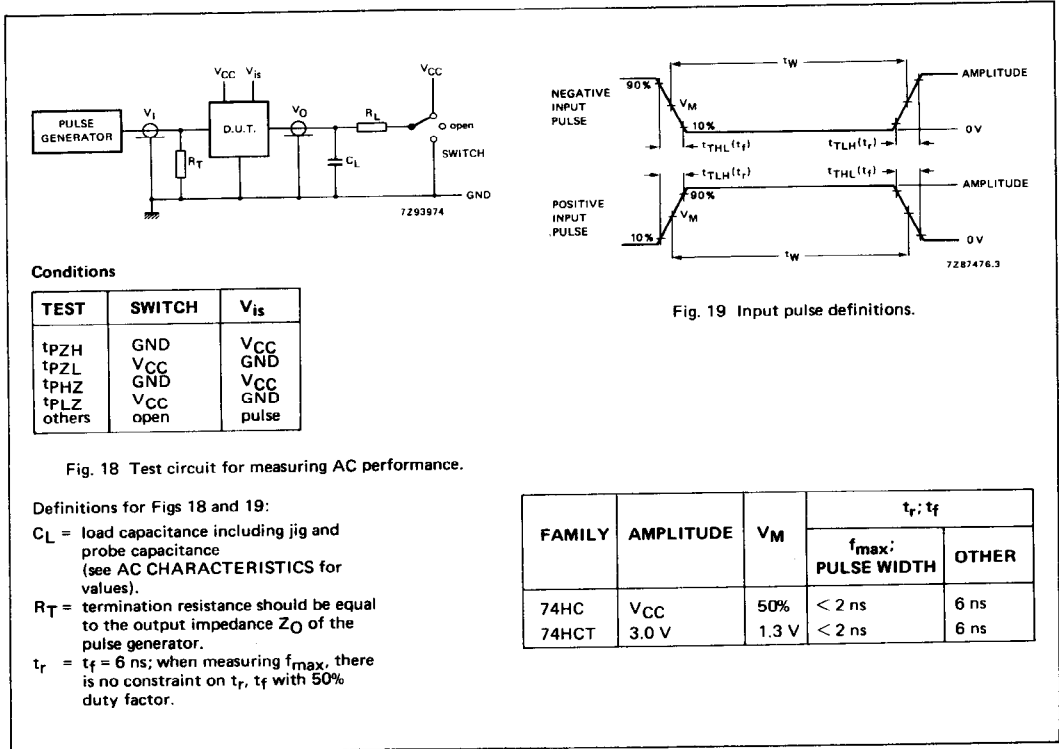 VCC Vis
VCC
PULSE
GENERATOR
Vi
D.U.T.
VO
RL
open
SWITCH
RT
CL
GND
7Z93974
NEGATIVE
INPUT
PULSE
90%
VM
10%
tW
AMPLITUDE
0 V
tTHL(tf)
tTLH(tr)
tTLH(tr)
tTHL(tf)
POSITIVE
INPUT
.PULSE
90%
VM
10%
AMPLITUDE
0 V
tW
7Z87476.3
Fig. 19 Input pulse definitions.
Conditions
TEST SWITCH Vis
tPZH GND VCC
tPZL VCC GND
tPHZ GND VCC
tPLZ VCC GND
others open pulse
Fig. 18 Test circuit for measuring AC performance.
Definitions for Figs 18 and 19:
CL = load capacitance including jig and
probe capacitance
(see AC CHARACTERISTICS for
values).
RT = termination resistance should be equal
to the output impedance ZO of the
pulse generator.
tr = tf = 6 ns; when measuring fmax, there
is no constraint on tr, tf with 50%
duty factor.
FAMILY AMPLITUDE VM tr; tf
fmax;
PULSE WIDTH OTHER
74HC VCC 50% < 2 ns 6 ns
74HCT 3.0 V 1.3 V < 2 ns 6 ns